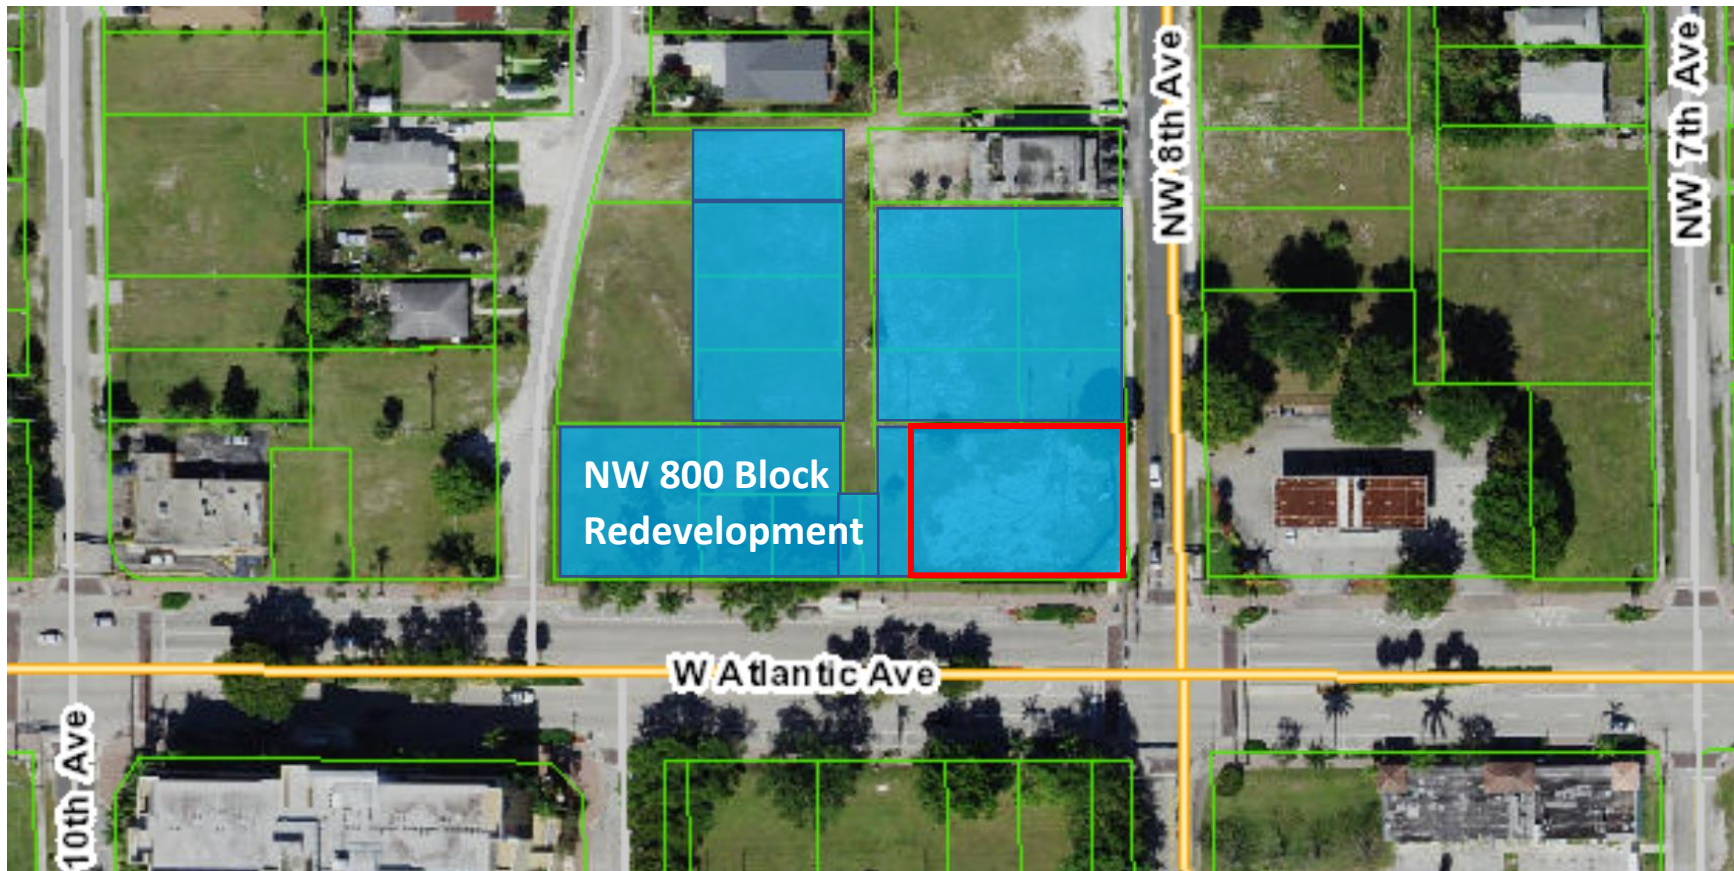 NW 8th Ave
NW 7th Ave
NW 800 Block
Redevelopment
W Atlantic Ave
10th Ave